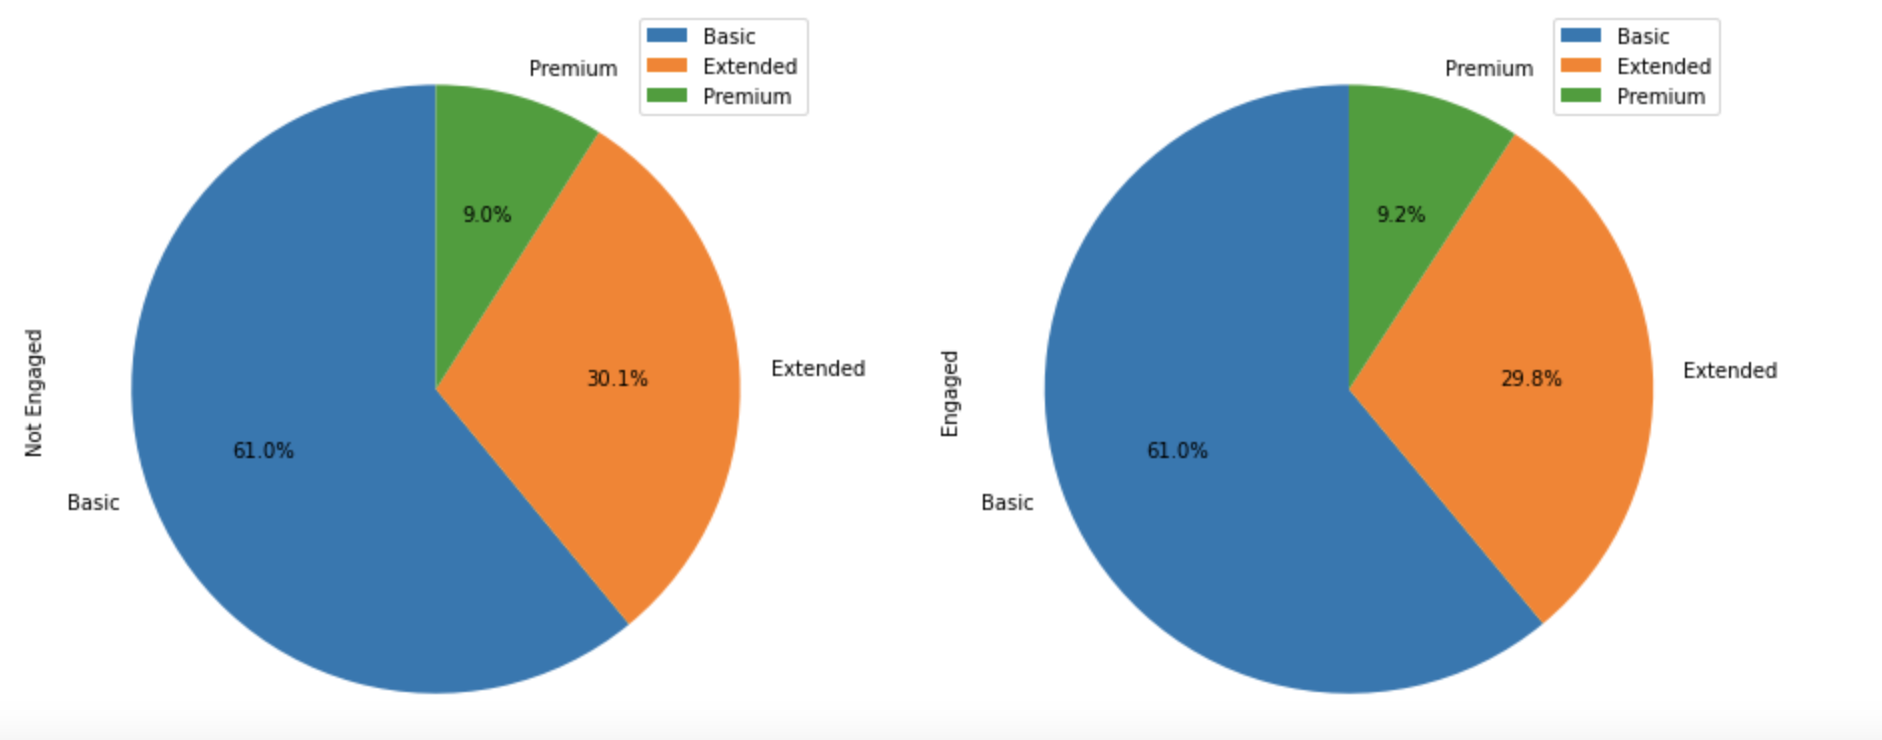 Not Engaged
Premium
Basic
Extended
Premium
9.0%
30.1%
Extended
61.0%
Basic
Engaged
Premium
Basic
Extended
Premium
9.2%
29.8%
Extended
61.0%
Basic